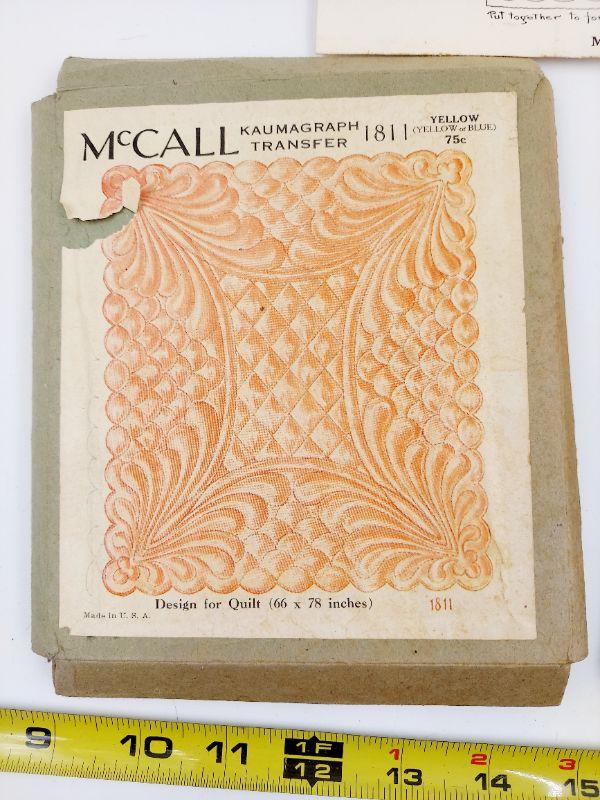 Put together to fo
M
McCALL KAUMAGRAPH TRANSFER 1811 YELLOW
(YELLOW or BLUE)
75c
Design for Quilt (66 x 78 inches) 1811
Made in U. S. A.
9 10 11 1F 12 1 13 2 14 3 15